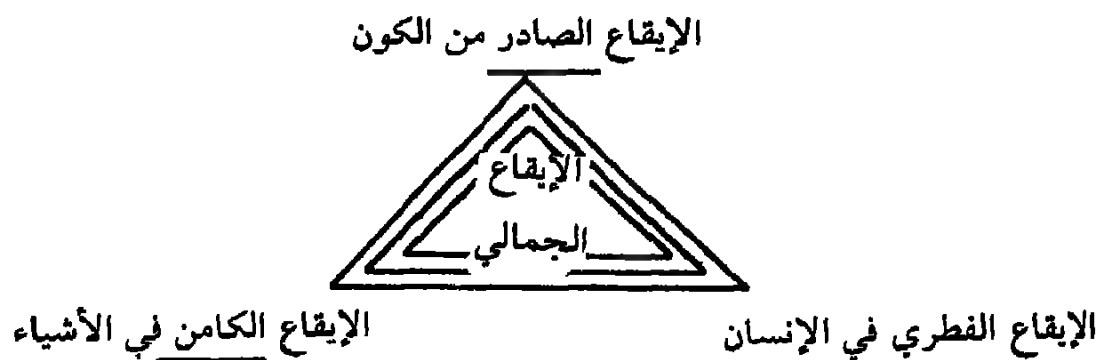 الإيقاع الصادر من الكون
الإيقاع
الجمالي
الإيقاع الفطري في الإنسان
الإيقاع الكامن في الأشياء